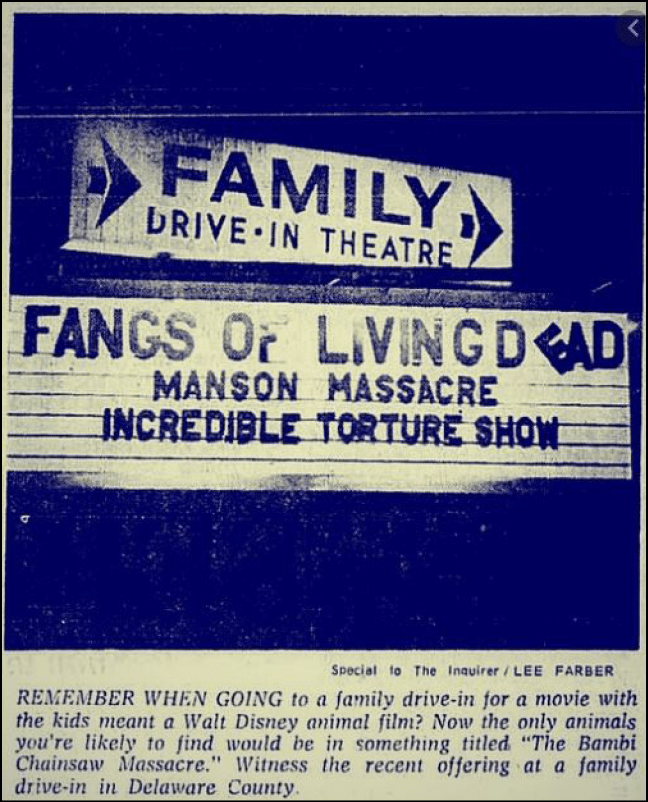 FAMILY
DRIVE·IN THEATRE
FANGS OF LIVING DEAD
MANSON MASSACRE
INCREDIBLE TORTURE SHOW
Special to The Inquirer / LEE FARBER
REMEMBER WHEN GOING to a family drive-in for a movie with
the kids meant a Walt Disney animal film? Now the only animals
you're likely to find would be in something titled "The Bambi
Chainsaw Massacre." Witness the recent offering at a family
drive-in in Delaware County.